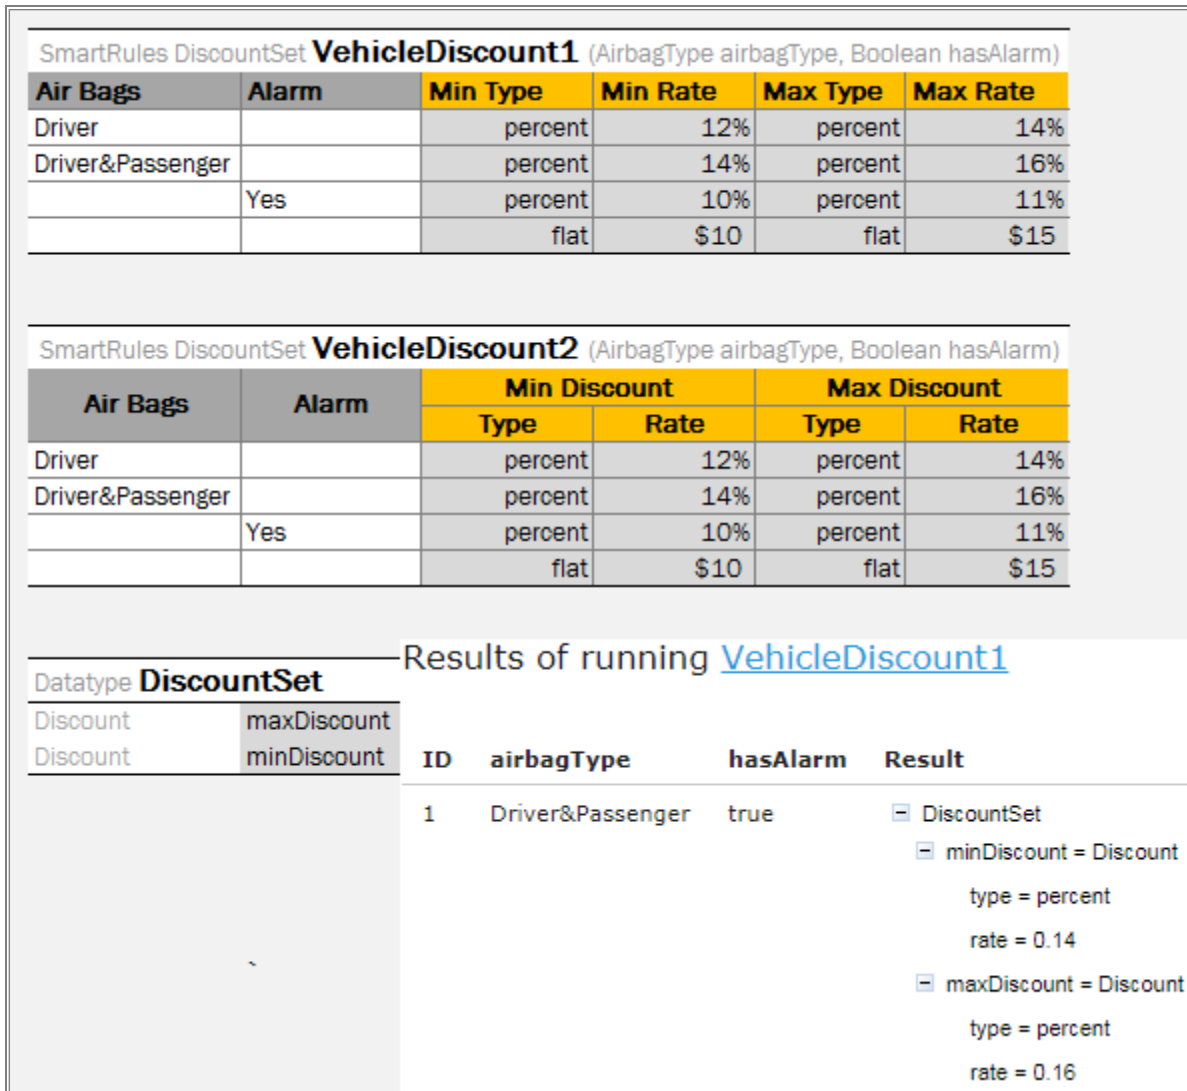 SmartRules DiscountSet VehicleDiscount1 (AirbagType airbagType, Boolean hasAlarm)
Air Bags Alarm Min Type Min Rate Max Type Max Rate
Driver percent 12% percent 14%
Driver&Passenger percent 14% percent 16%
Yes percent 10% percent 11%
flat $10 flat $15
SmartRules DiscountSet VehicleDiscount2 (AirbagType airbagType, Boolean hasAlarm)
Air Bags Alarm Min Discount Max Discount
Type Rate Type Rate
Driver percent 12% percent 14%
Driver&Passenger percent 14% percent 16%
Yes percent 10% percent 11%
flat $10 flat $15
Datatype DiscountSet
Discount maxDiscount
Discount minDiscount
Results of running VehicleDiscount1
ID airbagType hasAlarm Result
1 Driver&Passenger true DiscountSet
minDiscount = Discount
type = percent
rate = 0.14
maxDiscount = Discount
type = percent
rate = 0.16